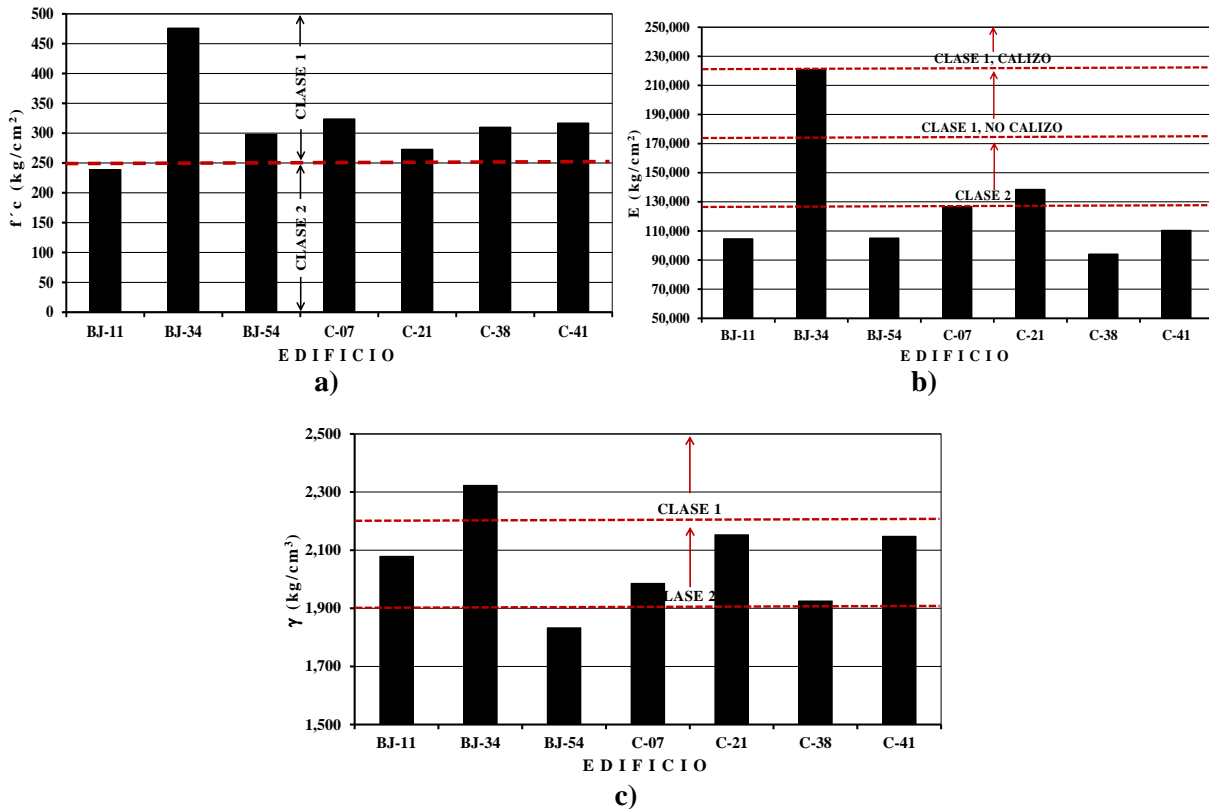 500
450
400
350
300
250
200
150
100
50
0
f´c (kg/cm²)
CLASE 1
CLASE 2
BJ-11 BJ-34 BJ-54 C-07 C-21 C-38 C-41
EDIFICIO
a)
250,000
230,000
210,000
190,000
170,000
150,000
130,000
110,000
90,000
70,000
50,000
E (kg/cm²)
CLASE 1, CALIZO
CLASE 1, NO CALIZO
CLASE 2
BJ-11 BJ-34 BJ-54 C-07 C-21 C-38 C-41
EDIFICIO
b)
2,500
2,300
2,100
1,900
1,700
1,500
γ (kg/cm³)
CLASE 1
CLASE 2
BJ-11 BJ-34 BJ-54 C-07 C-21 C-38 C-41
EDIFICIO
c)